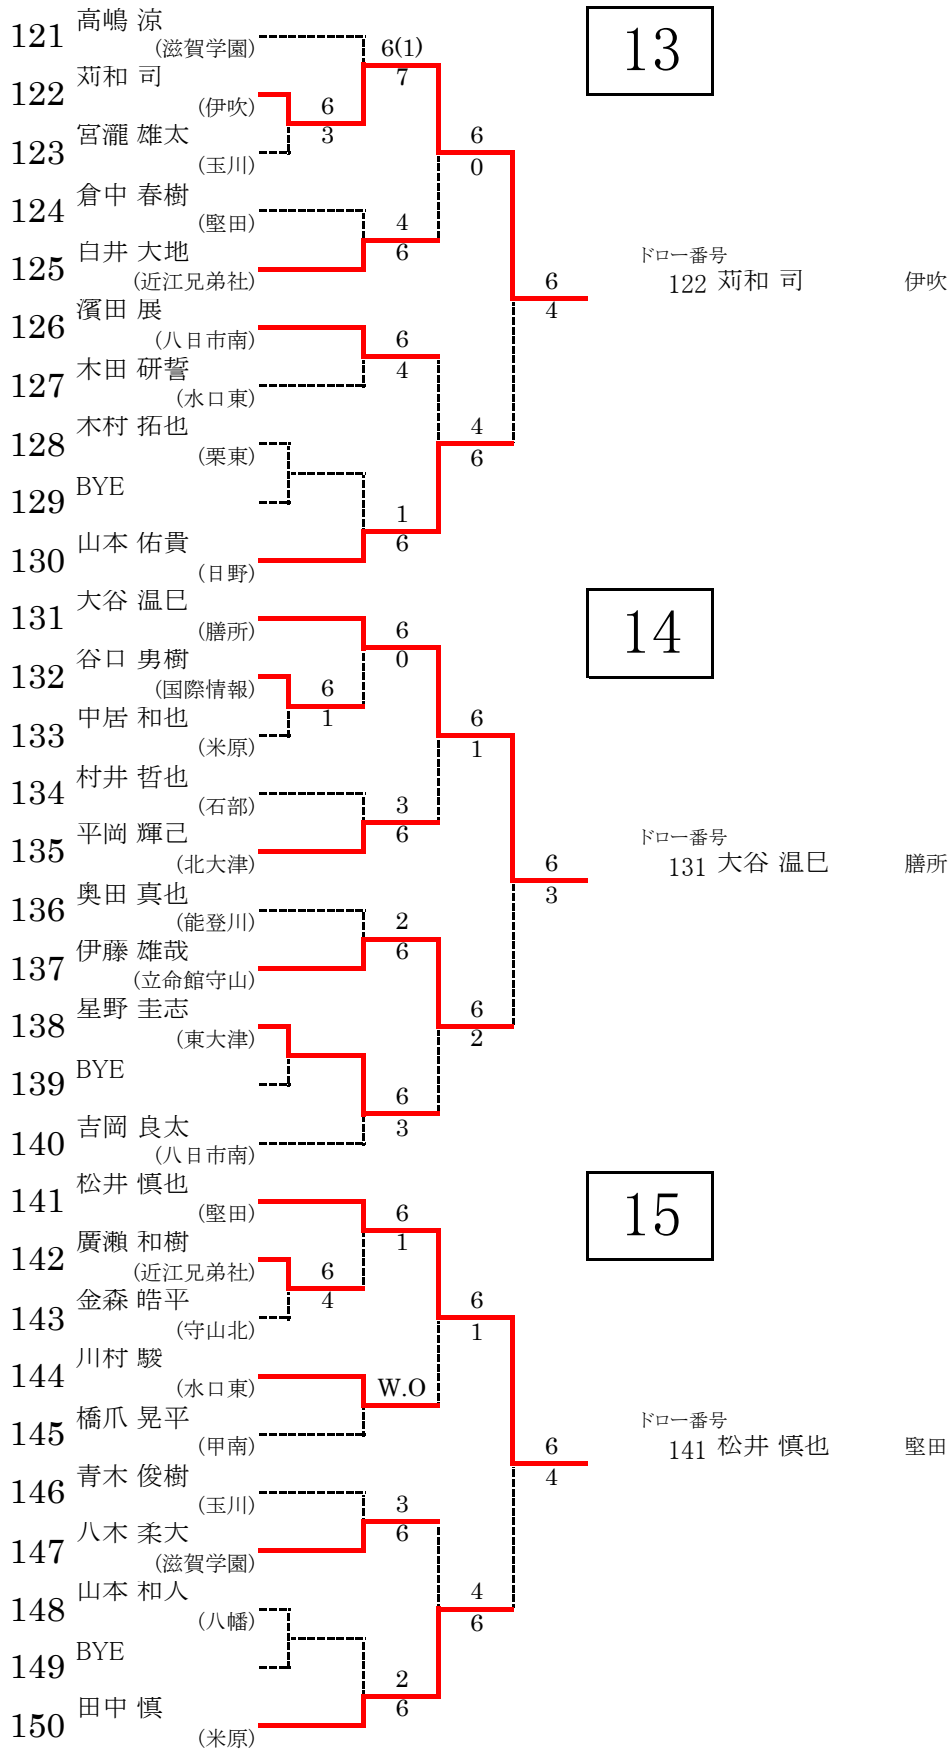 121 高嶋 涼 (滋賀学園)
122 苅和 司 (伊吹)
123 宮瀧 雄太 (玉川)
124 倉中 春樹 (堅田)
125 白井 大地 (近江兄弟社)
126 濱田 展 (八日市南)
127 木田 研誓 (水口東)
128 木村 拓也 (栗東)
129 BYE
130 山本 佑貴 (日野)
6
3
6(1)
7
4
6
6
4
1
6
6
0
4
6
6
4
13
ドロー番号
122 苅和 司 伊吹
131 大谷 温巳 (膳所)
132 谷口 勇樹 (国際情報)
133 中居 和也 (米原)
134 村井 哲也 (石部)
135 平岡 輝己 (北大津)
136 奥田 真也 (能登川)
137 伊藤 雄哉 (立命館守山)
138 星野 圭志 (東大津)
139 BYE
140 吉岡 良太 (八日市南)
6
1
6
0
3
6
2
6
6
3
6
1
6
2
6
3
14
ドロー番号
131 大谷 温巳 膳所
141 松井 慎也 (堅田)
142 廣瀬 和樹 (近江兄弟社)
143 金森 皓平 (守山北)
144 川村 駿 (水口東)
145 橋爪 晃平 (甲南)
146 青木 俊樹 (玉川)
147 八木 柔大 (滋賀学園)
148 山本 和人 (八幡)
149 BYE
150 田中 慎 (米原)
6
4
6
1
W.O
3
6
2
6
6
1
4
6
6
4
15
ドロー番号
141 松井 慎也 堅田